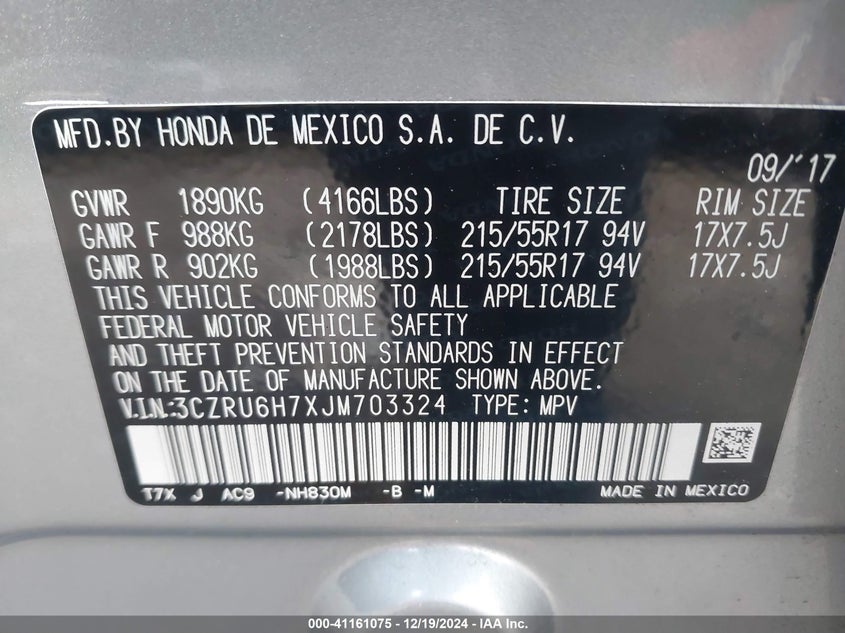 MFD.BY HONDA DE MEXICO S.A. DE C.V.
09/'17
GVWR 1890KG (4166LBS) TIRE SIZE RIM SIZE
GAWR F 988KG (2178LBS) 215/55R17 94V 17X7.5J
GAWR R 902KG (1988LBS) 215/55R17 94V 17X7.5J
THIS VEHICLE CONFORMS TO ALL APPLICABLE
FEDERAL MOTOR VEHICLE SAFETY
AND THEFT PREVENTION STANDARDS IN EFFECT
ON THE DATE OF MANUFACTURE SHOWN ABOVE.
V.I.N:3CZRU6H7XJM703324 TYPE: MPV
T7X J AC9 -NH830M -B -M MADE IN MEXICO
000-41161075 - 12/19/2024 - IAA Inc.